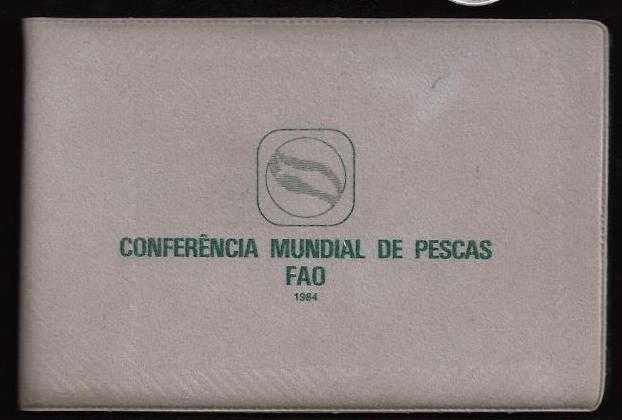 CONFERÊNCIA MUNDIAL DE PESCAS
FAO
1984